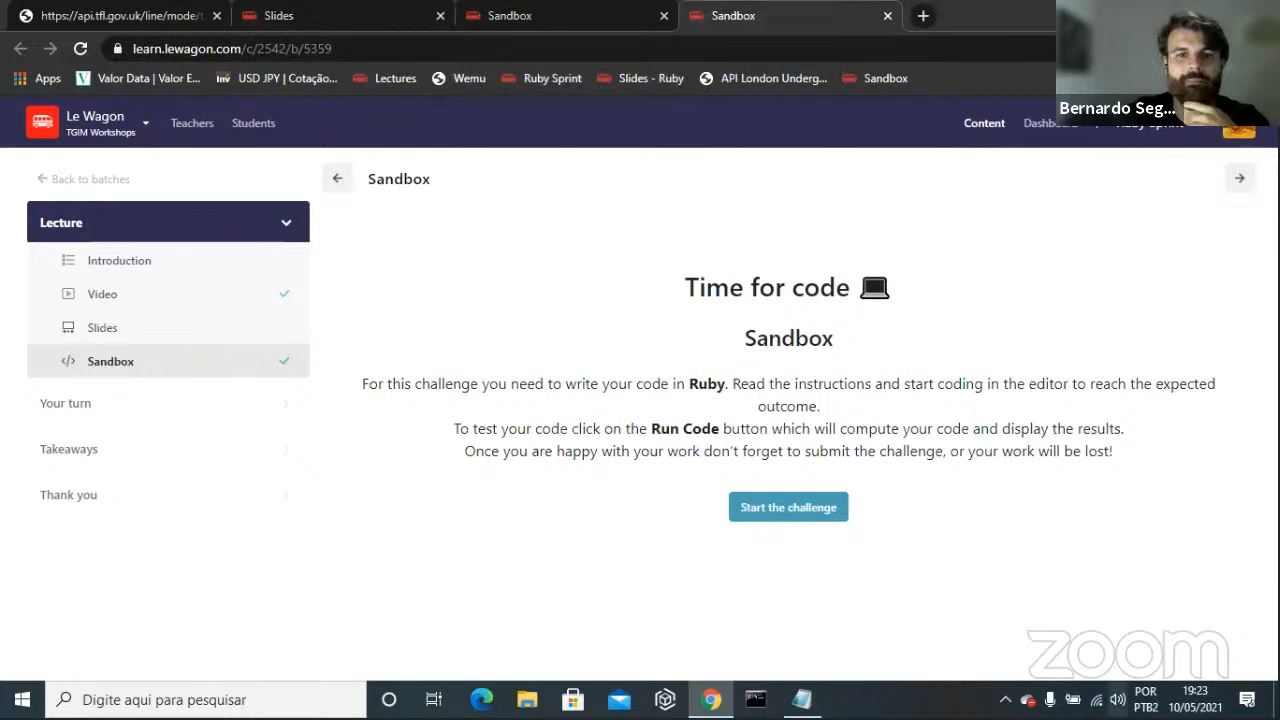 https://api.tfl.gov.uk/line/mode/t
Slides
Sandbox
Sandbox
learn.lewagon.com/c/2542/b/5359
Apps
Valor Data | Valor E...
USD JPY | Cotação...
Lectures
Wemu
Ruby Sprint
Slides - Ruby
API London Underg...
Sandbox
Bernardo Seg...
Le Wagon
TGIM Workshops
Teachers
Students
Content
Back to batches
Sandbox
Lecture
Introduction
Video
Slides
Sandbox
Your turn
Takeaways
Thank you
Time for code
Sandbox
For this challenge you need to write your code in Ruby. Read the instructions and start coding in the editor to reach the expected
outcome.
To test your code click on the Run Code button which will compute your code and display the results.
Once you are happy with your work don't forget to submit the challenge, or your work will be lost!
Start the challenge
zoom
Digite aqui para pesquisar
POR
PTB2
19:23
10/05/2021